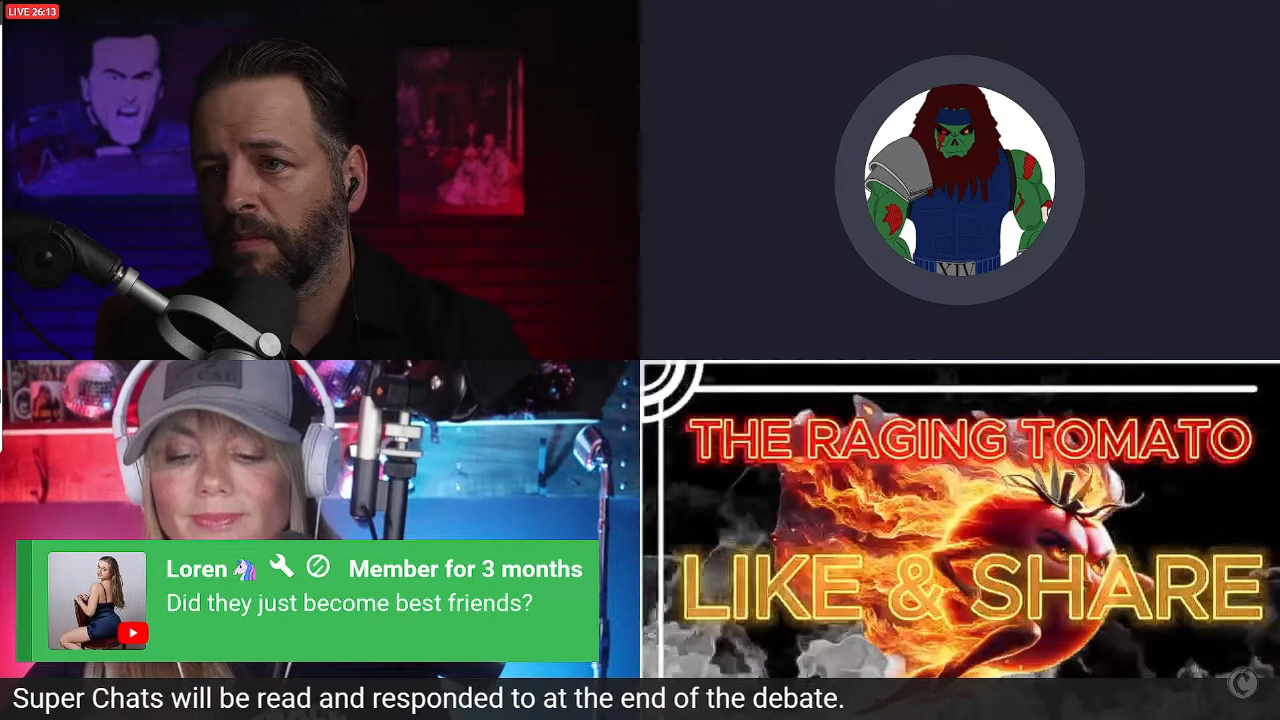 LIVE 26:13
XIV
THE RAGING TOMATO
LIKE & SHARE
Loren Member for 3 months
Did they just become best friends?
Super Chats will be read and responded to at the end of the debate.